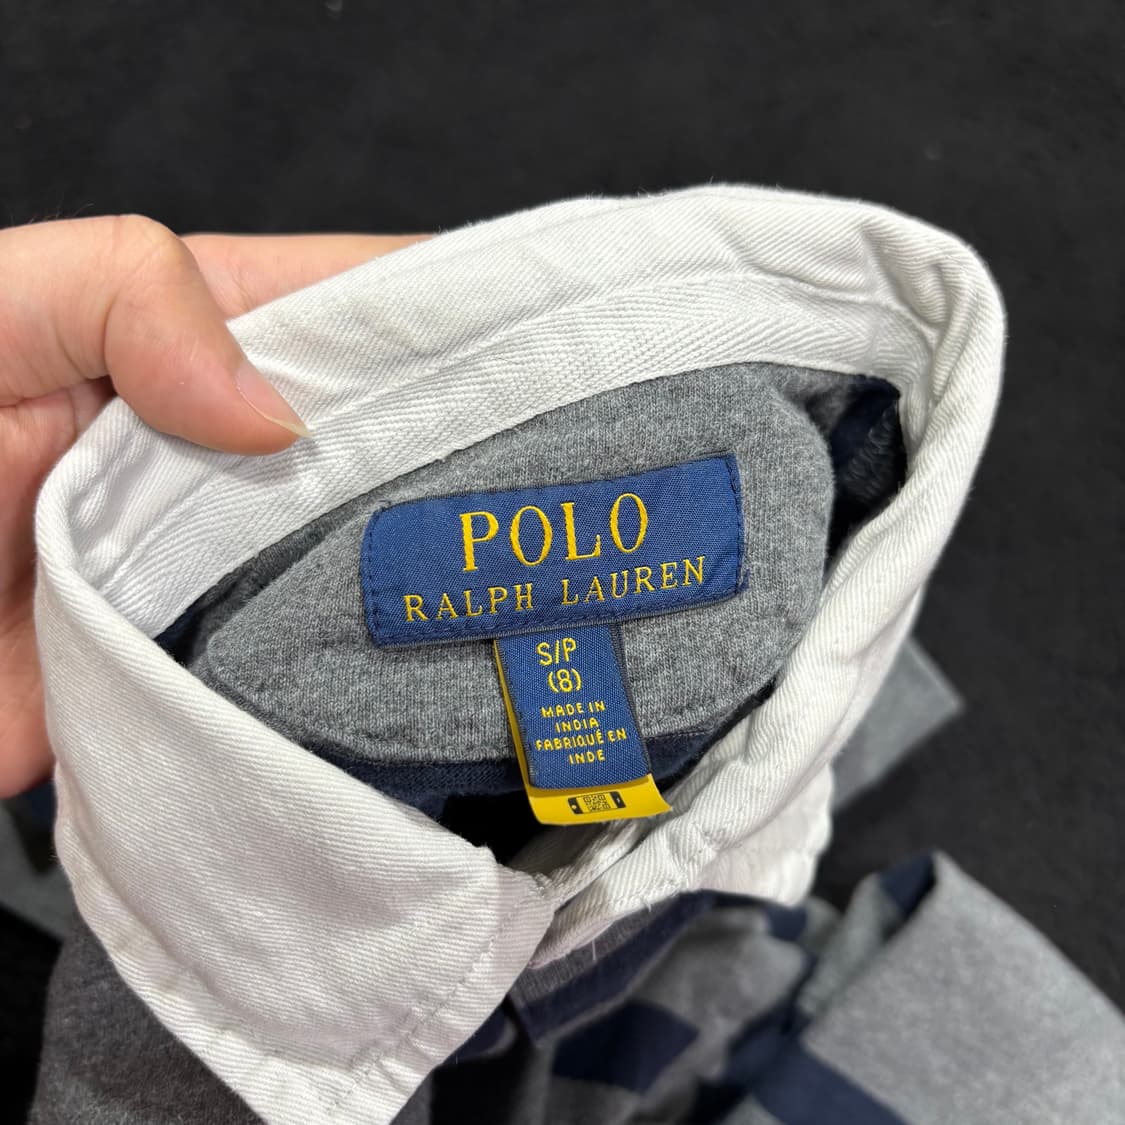 POLO
RALPH LAUREN
S/P
(8)
MADE IN
INDIA
FABRIQUÉ EN
INDE